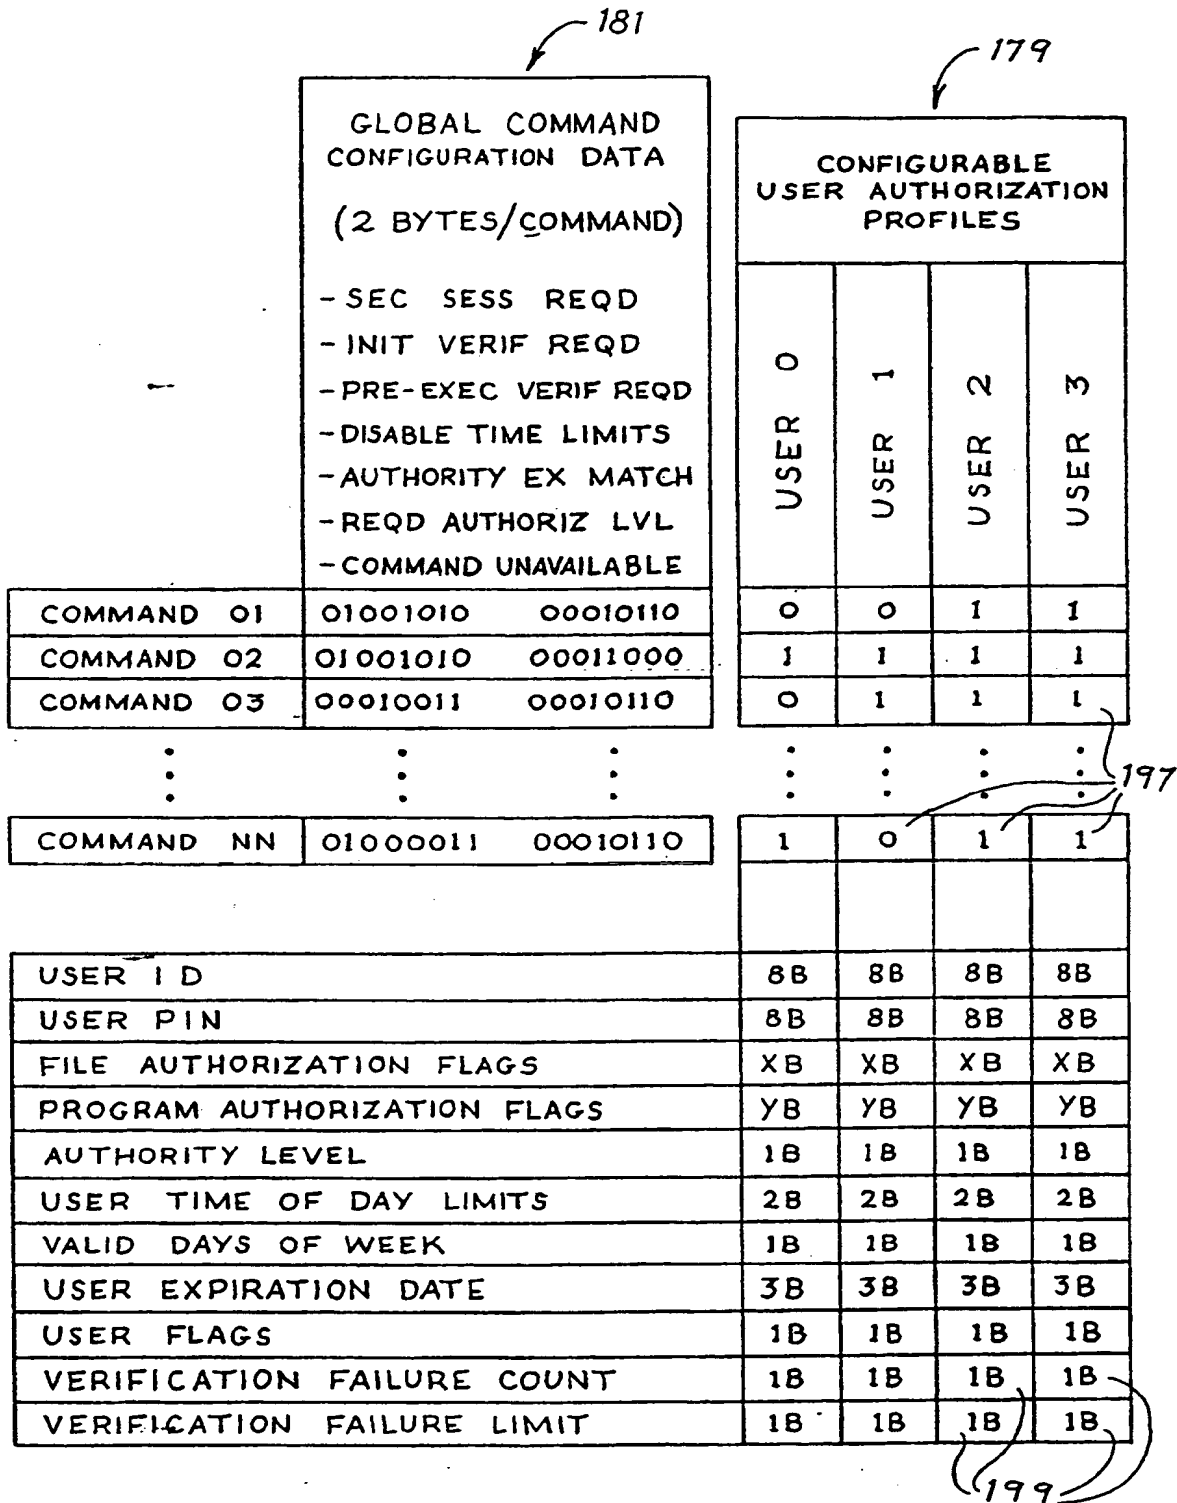 181
179
GLOBAL COMMAND
CONFIGURATION DATA
(2 BYTES/COMMAND)
- SEC SESS REQD
- INIT VERIF REQD
- PRE-EXEC VERIF REQD
- DISABLE TIME LIMITS
- AUTHORITY EX MATCH
- REQD AUTHORIZ LVL
- COMMAND UNAVAILABLE
CONFIGURABLE
USER AUTHORIZATION
PROFILES
USER 0
USER 1
USER 2
USER 3
COMMAND 01 01001010 00010110 0 0 1 1
COMMAND 02 01001010 00011000 1 1 1 1
COMMAND 03 00010011 00010110 0 1 1 1
197
COMMAND NN 01000011 00010110 1 0 1 1
USER ID 8B 8B 8B 8B
USER PIN 8B 8B 8B 8B
FILE AUTHORIZATION FLAGS XB XB XB XB
PROGRAM AUTHORIZATION FLAGS YB YB YB YB
AUTHORITY LEVEL 1B 1B 1B 1B
USER TIME OF DAY LIMITS 2B 2B 2B 2B
VALID DAYS OF WEEK 1B 1B 1B 1B
USER EXPIRATION DATE 3B 3B 3B 3B
USER FLAGS 1B 1B 1B 1B
VERIFICATION FAILURE COUNT 1B 1B 1B 1B
VERIFICATION FAILURE LIMIT 1B 1B 1B 1B
199